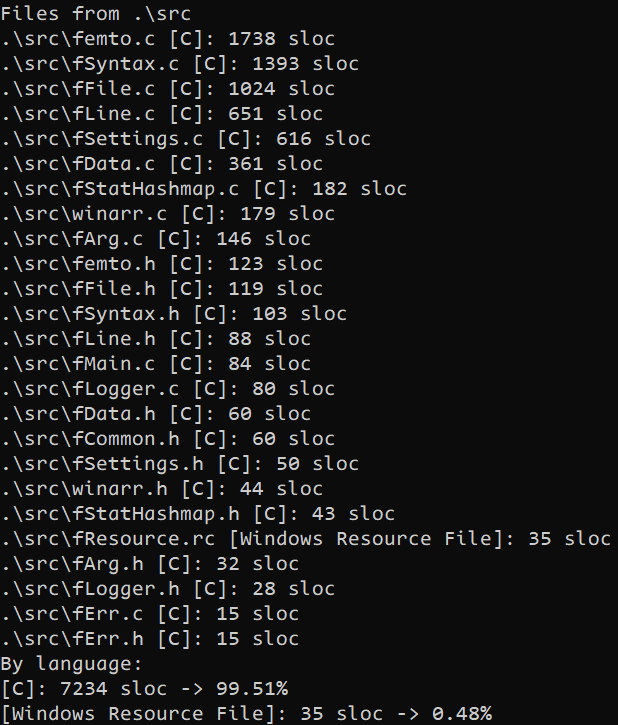 Files from .\src
.\src\femto.c [C]: 1738 sloc
.\src\fSyntax.c [C]: 1393 sloc
.\src\fFile.c [C]: 1024 sloc
.\src\fLine.c [C]: 651 sloc
.\src\fSettings.c [C]: 616 sloc
.\src\fData.c [C]: 361 sloc
.\src\fStatHashmap.c [C]: 182 sloc
.\src\winarr.c [C]: 179 sloc
.\src\fArg.c [C]: 146 sloc
.\src\femto.h [C]: 123 sloc
.\src\fFile.h [C]: 119 sloc
.\src\fSyntax.h [C]: 103 sloc
.\src\fLine.h [C]: 88 sloc
.\src\fMain.c [C]: 84 sloc
.\src\fLogger.c [C]: 80 sloc
.\src\fData.h [C]: 60 sloc
.\src\fCommon.h [C]: 60 sloc
.\src\fSettings.h [C]: 50 sloc
.\src\winarr.h [C]: 44 sloc
.\src\fStatHashmap.h [C]: 43 sloc
.\src\fResource.rc [Windows Resource File]: 35 sloc
.\src\fArg.h [C]: 32 sloc
.\src\fLogger.h [C]: 28 sloc
.\src\fErr.c [C]: 15 sloc
.\src\fErr.h [C]: 15 sloc
By language:
[C]: 7234 sloc -> 99.51%
[Windows Resource File]: 35 sloc -> 0.48%